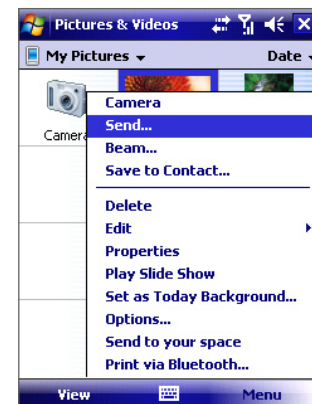 Pictures & Videos
My Pictures
Date
Camera
Camera
Send...
Beam...
Save to Contact...
Delete
Edit
Properties
Play Slide Show
Set as Today Background...
Options...
Send to your space
Print via Bluetooth...
View
Menu